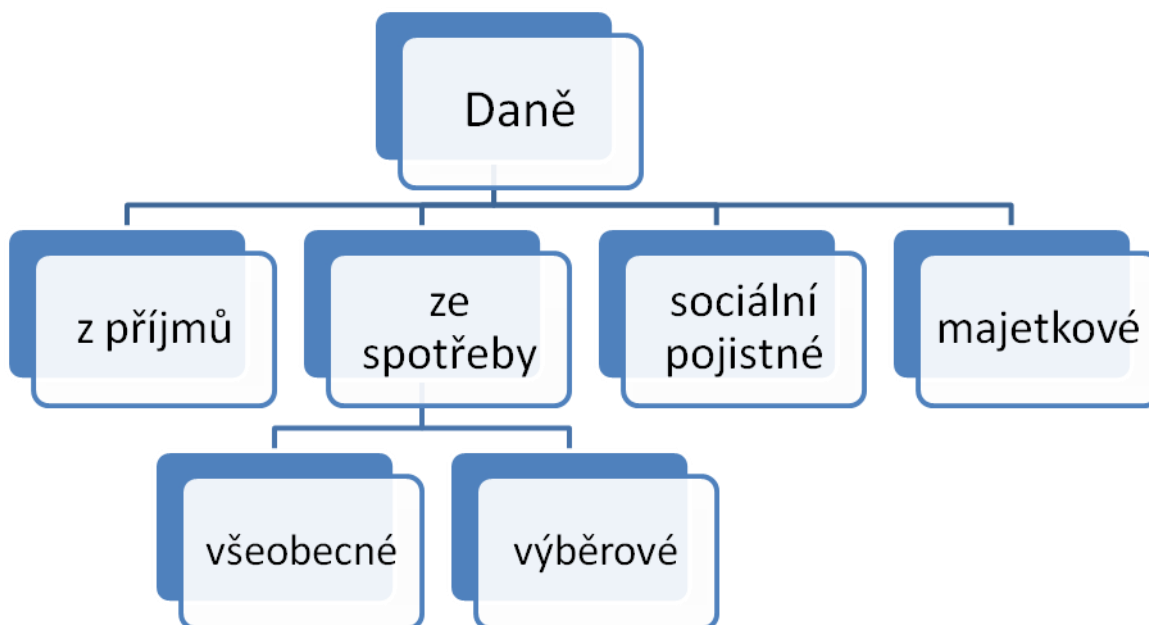 Daně
z příjmů
ze
spotřeby
sociální
pojistné
majetkové
všeobecné
výběrové